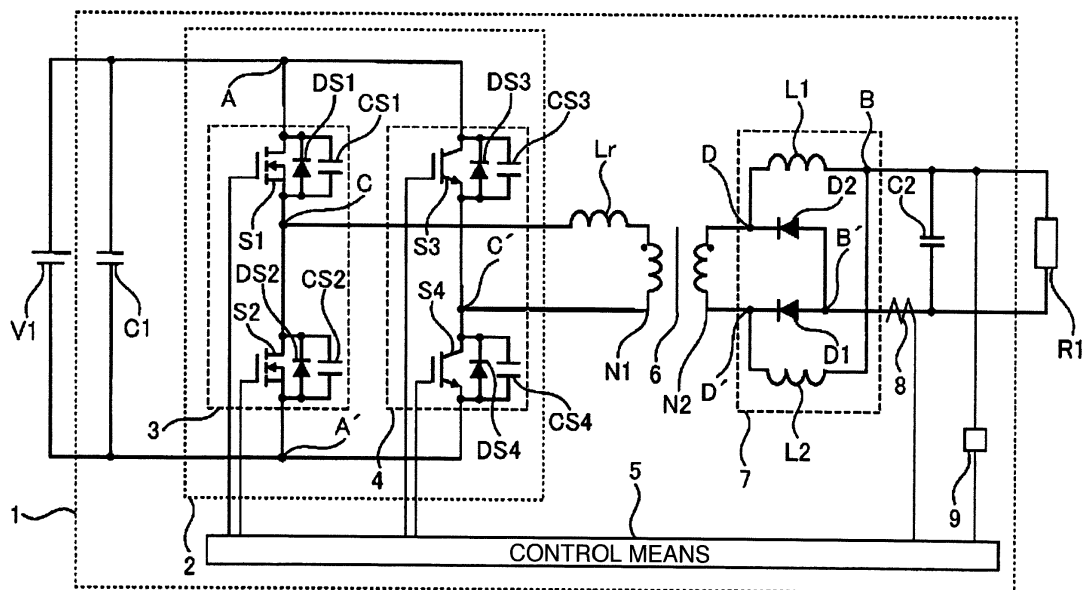 A
DS1
CS1
DS3
CS3
L1
B
Lr
D
D2
C2
S1
C
S3
C´
B´
DS2
CS2
S4
S2
V1
C1
N1
6
N2
D´
D1
8
R1
3
A´
4
DS4
CS4
7
L2
9
1
2
5
CONTROL MEANS